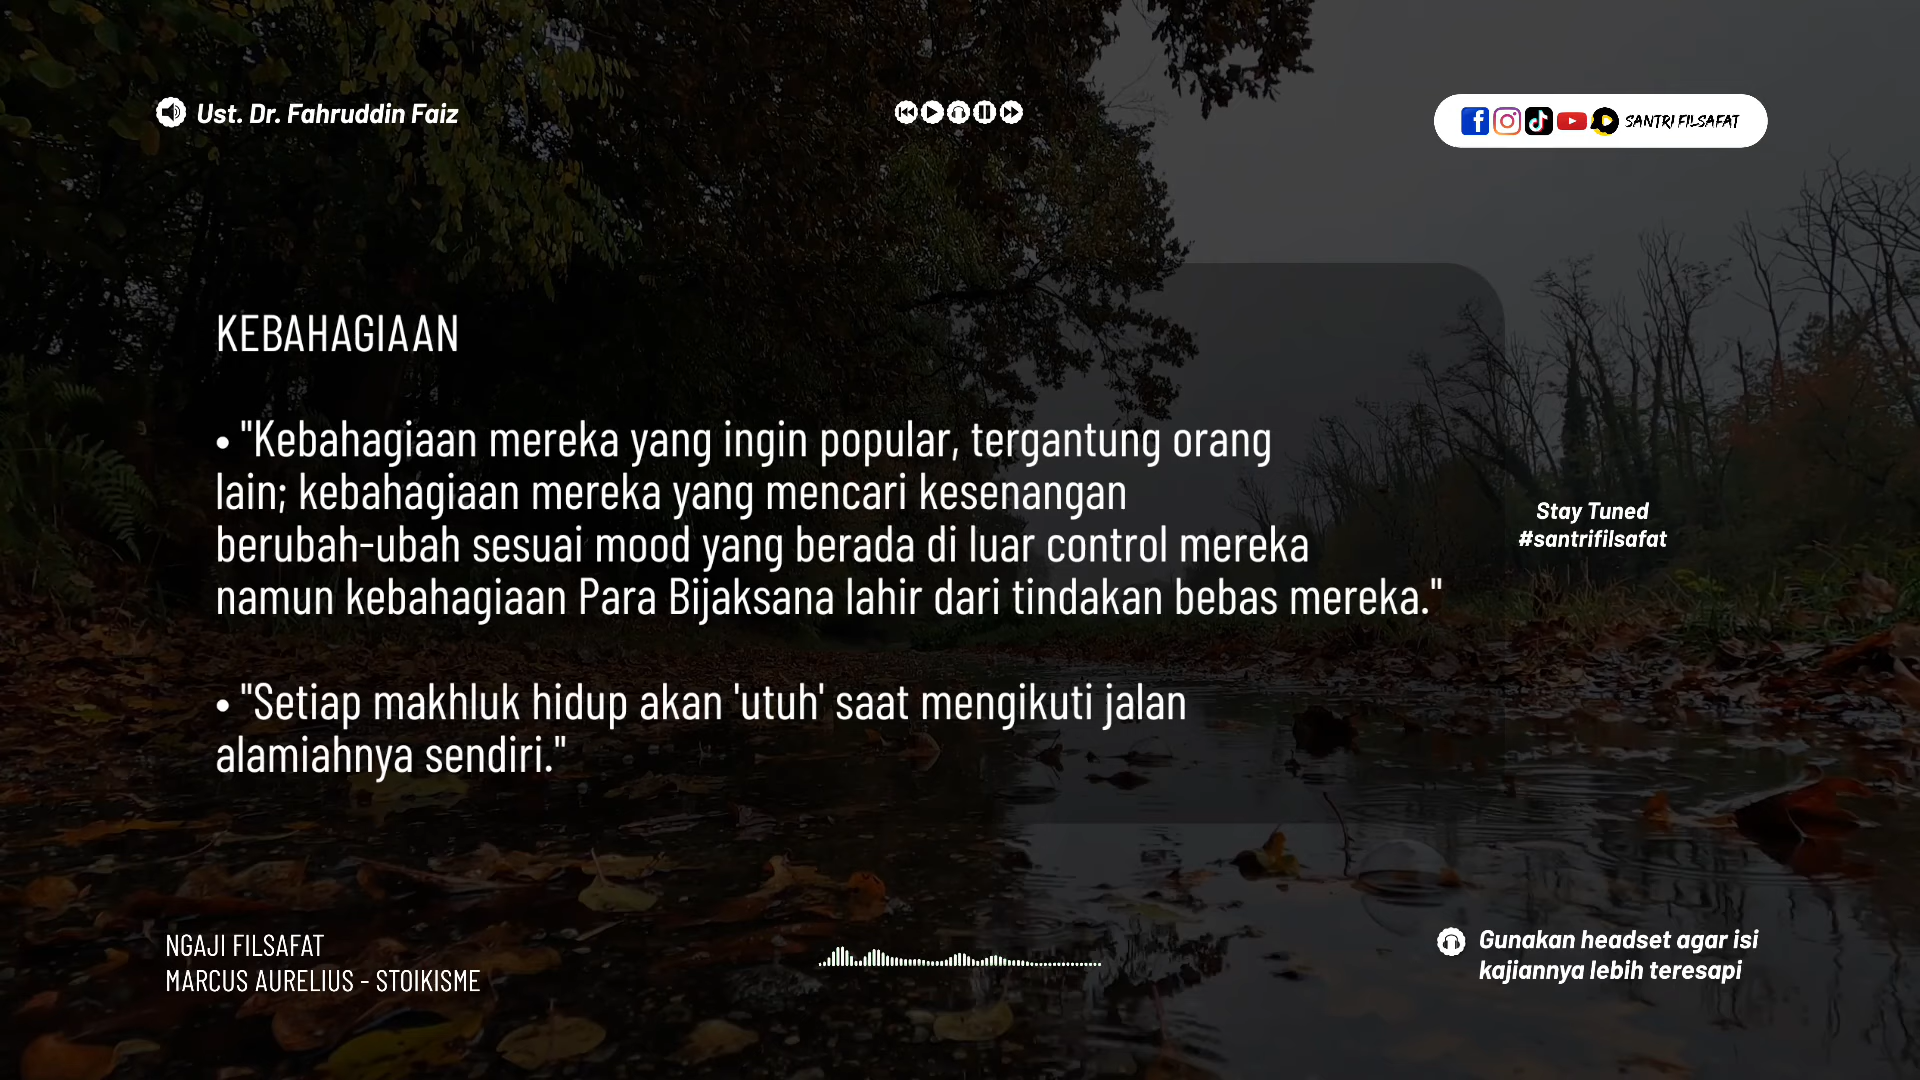 Ust. Dr. Fahruddin Faiz
SANTRI FILSAFAT
KEBAHAGIAAN
• "Kebahagiaan mereka yang ingin popular, tergantung orang
lain; kebahagiaan mereka yang mencari kesenangan
berubah-ubah sesuai mood yang berada di luar control mereka
namun kebahagiaan Para Bijaksana lahir dari tindakan bebas mereka."
• "Setiap makhluk hidup akan 'utuh' saat mengikuti jalan
alamiahnya sendiri."
Stay Tuned
#santrifilsafat
NGAJI FILSAFAT
MARCUS AURELIUS - STOIKISME
Gunakan headset agar isi
kajiannya lebih teresapi